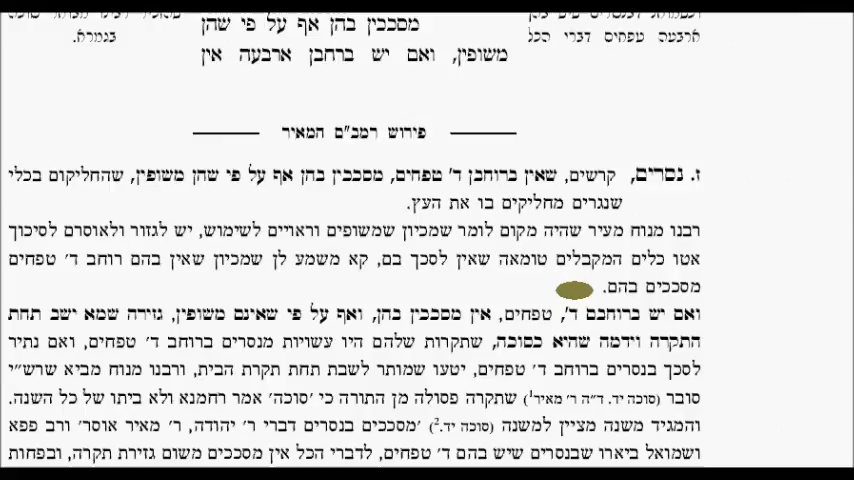 בגמרא.
ארבעה טפחים דברי הכל
מסככין בהן אף על פי שהן
משופין, ואם יש ברחבן ארבעה אין
פירוש רמב"ם המאיר
ז. נסרים, קרשים, שאין ברוחבן ד' טפחים, מסככין בהן אף על פי שהן משופין, שהחליקום בכלי
שנגרים מחליקים בו את העץ.
רבנו מנוח מעיר שהיה מקום לומר שמכיון שמשופים וראויים לשימוש, יש לגזור ולאוסרם לסיכוך
אטו כלים המקבלים טומאה שאין לסכך בם, קא משמע לן שמכיון שאין בהם רוחב ד' טפחים
מסככים בהם.
ואם יש ברוחבם ד', טפחים, אין מסככין בהן, ואף על פי שאינם משופין, גזירה שמא ישב תחת
התקרה וידמה שהיא כסוכה, שתקרות שלהם היו עשויות מנסרים ברוחב ד' טפחים, ואם נתיר
לסכך בנסרים ברוחב ד' טפחים, יטעו שמותר לשבת תחת תקרת הבית, ורבנו מנוח מביא שרש"י
סובר (סוכה יד. ד"ה ר' מאיר1) שתקרה פסולה מן התורה כי 'סוכה' אמר רחמנא ולא ביתו של כל השנה.
והמגיד משנה מציין למשנה (סוכה יד.2) 'מסככים בנסרים דברי ר' יהודה, ר' מאיר אוסר' ורב פפא
ושמואל ביארו שבנסרים שיש בהם ד' טפחים, לדברי הכל אין מסככים משום גזירת תקרה, ובפחות